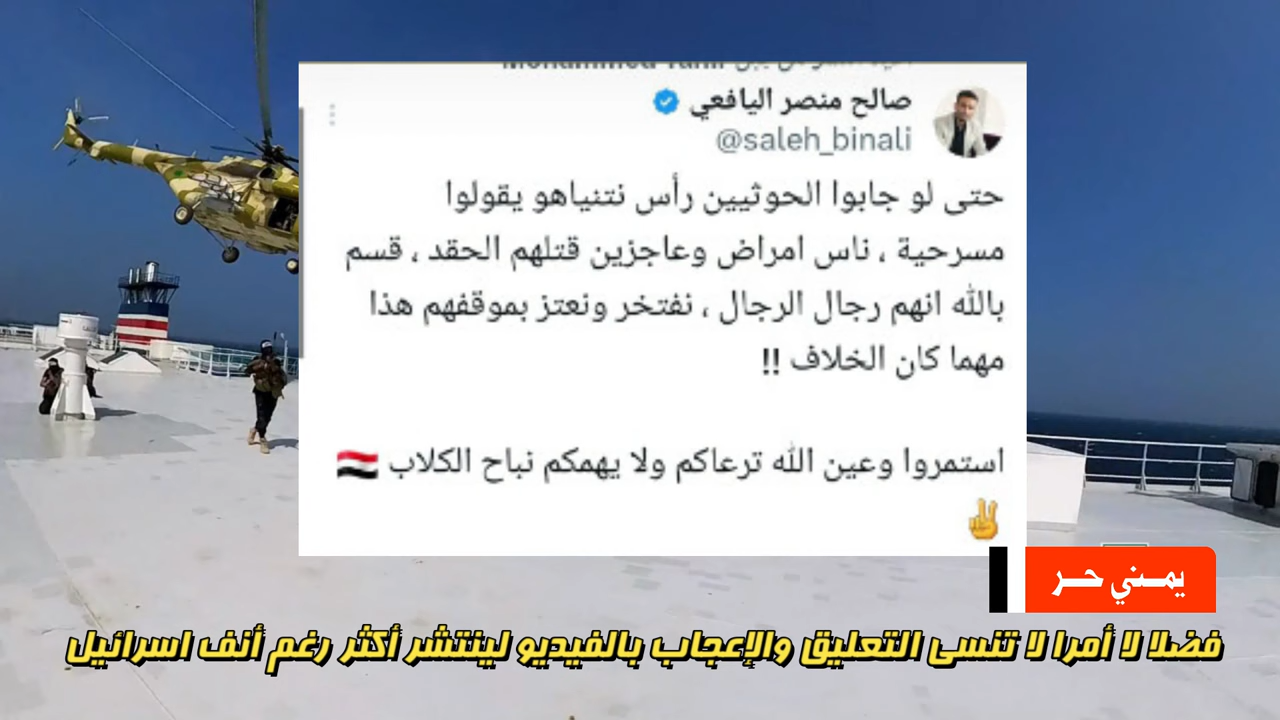 صالح منصر اليافعي
@saleh_binali
حتى لو جابوا الحوثيين رأس نتنياهو يقولوا
مسرحية ، ناس امراض وعاجزين قتلهم الحقد ، قسم
بالله انهم رجال الرجال ، نفتخر ونعتز بموقفهم هذا
مهما كان الخلاف !!
استمروا وعين الله ترعاكم ولا يهمكم نباح الكلاب 🇾🇪
✌️
يمني حر
فضلا لا أمرا لا تنسى التعليق والإعجاب بالفيديو لينتشر أكثر رغم أنف اسرائيل